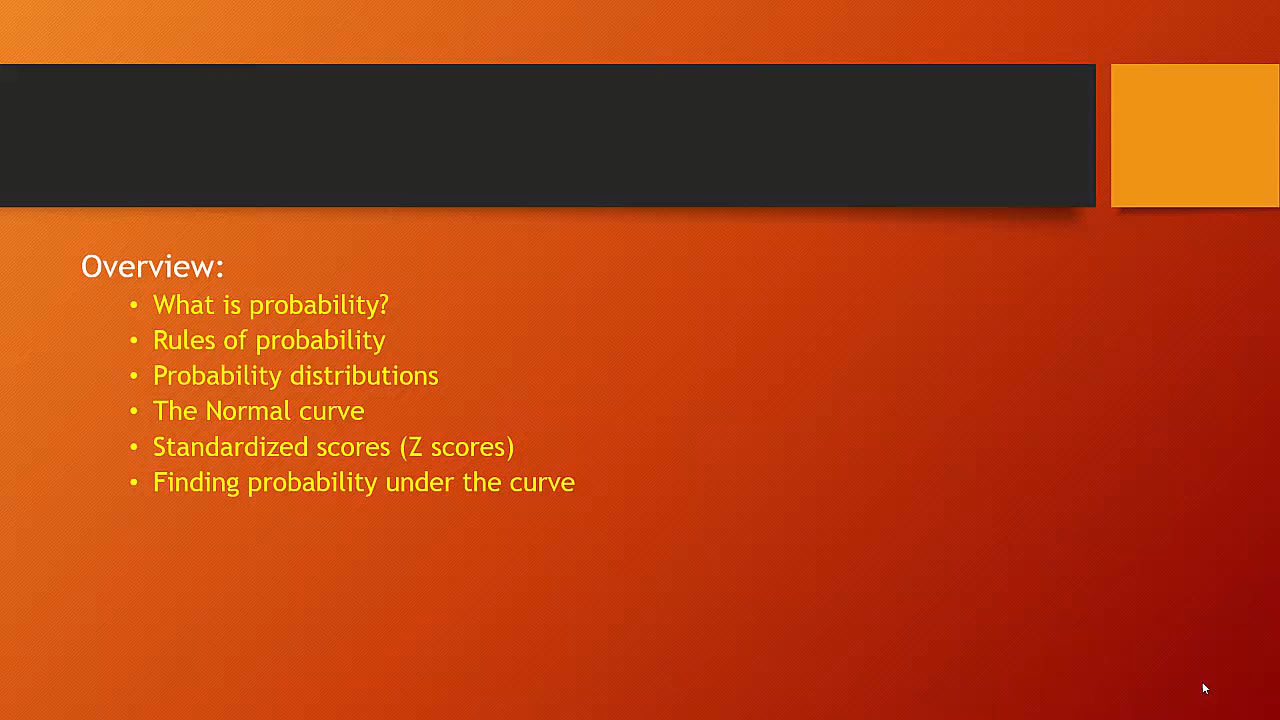 Overview:
• What is probability?
• Rules of probability
• Probability distributions
• The Normal curve
• Standardized scores (Z scores)
• Finding probability under the curve